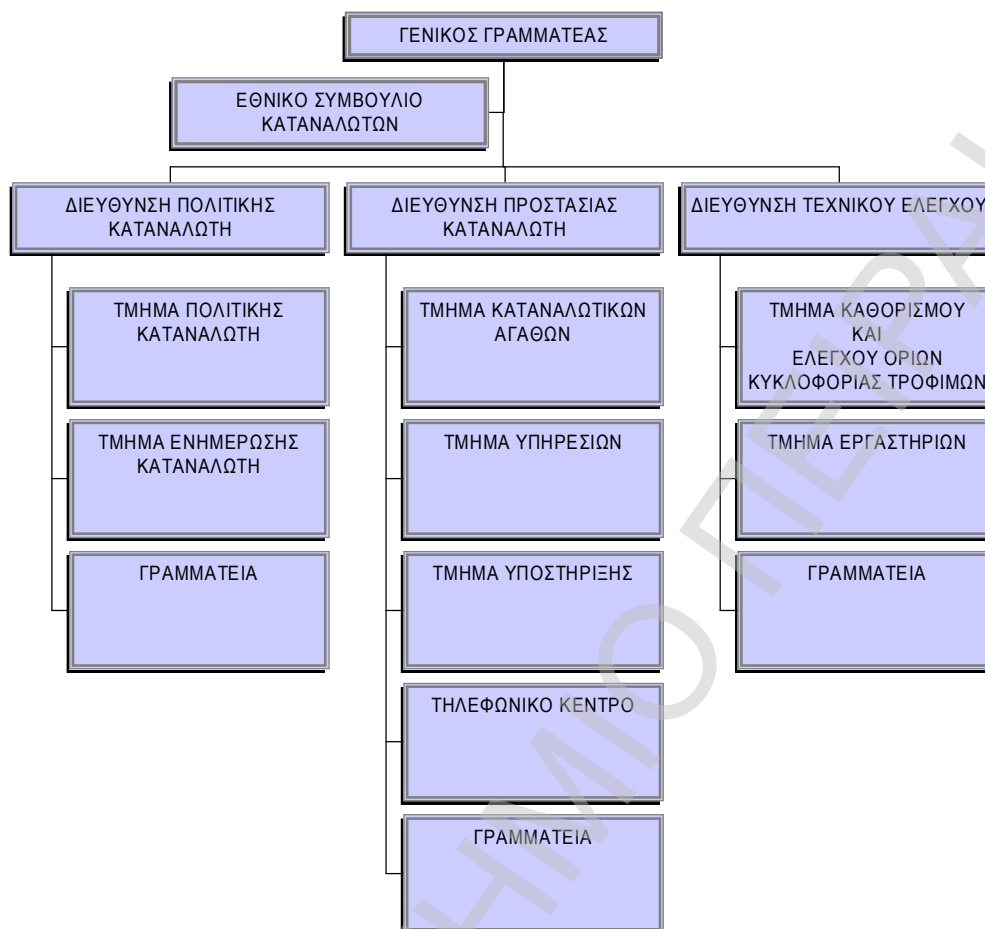 ΓΕΝΙΚΟΣ ΓΡΑΜΜΑΤΕΑΣ
ΕΘΝΙΚΟ ΣΥΜΒΟΥΛΙΟ
ΚΑΤΑΝΑΛΩΤΩΝ
ΔΙΕΥΘΥΝΣΗ ΠΟΛΙΤΙΚΗΣ
ΚΑΤΑΝΑΛΩΤΗ
ΤΜΗΜΑ ΠΟΛΙΤΙΚΗΣ
ΚΑΤΑΝΑΛΩΤΗ
ΤΜΗΜΑ ΕΝΗΜΕΡΩΣΗΣ
ΚΑΤΑΝΑΛΩΤΗ
ΓΡΑΜΜΑΤΕΙΑ
ΔΙΕΥΘΥΝΣΗ ΠΡΟΣΤΑΣΙΑΣ
ΚΑΤΑΝΑΛΩΤΗ
ΤΜΗΜΑ ΚΑΤΑΝΑΛΩΤΙΚΩΝ
ΑΓΑΘΩΝ
ΤΜΗΜΑ ΥΠΗΡΕΣΙΩΝ
ΤΜΗΜΑ ΥΠΟΣΤΗΡΙΞΗΣ
ΤΗΛΕΦΩΝΙΚΟ ΚΕΝΤΡΟ
ΓΡΑΜΜΑΤΕΙΑ
ΔΙΕΥΘΥΝΣΗ ΤΕΧΝΙΚΟΥ ΕΛΕΓΧΟΥ
ΤΜΗΜΑ ΚΑΘΟΡΙΣΜΟΥ
ΚΑΙ
ΕΛΕΓΧΟΥ ΟΡΙΩΝ
ΚΥΚΛΟΦΟΡΙΑΣ ΤΡΟΦΙΜΩΝ
ΤΜΗΜΑ ΕΡΓΑΣΤΗΡΙΩΝ
ΓΡΑΜΜΑΤΕΙΑ